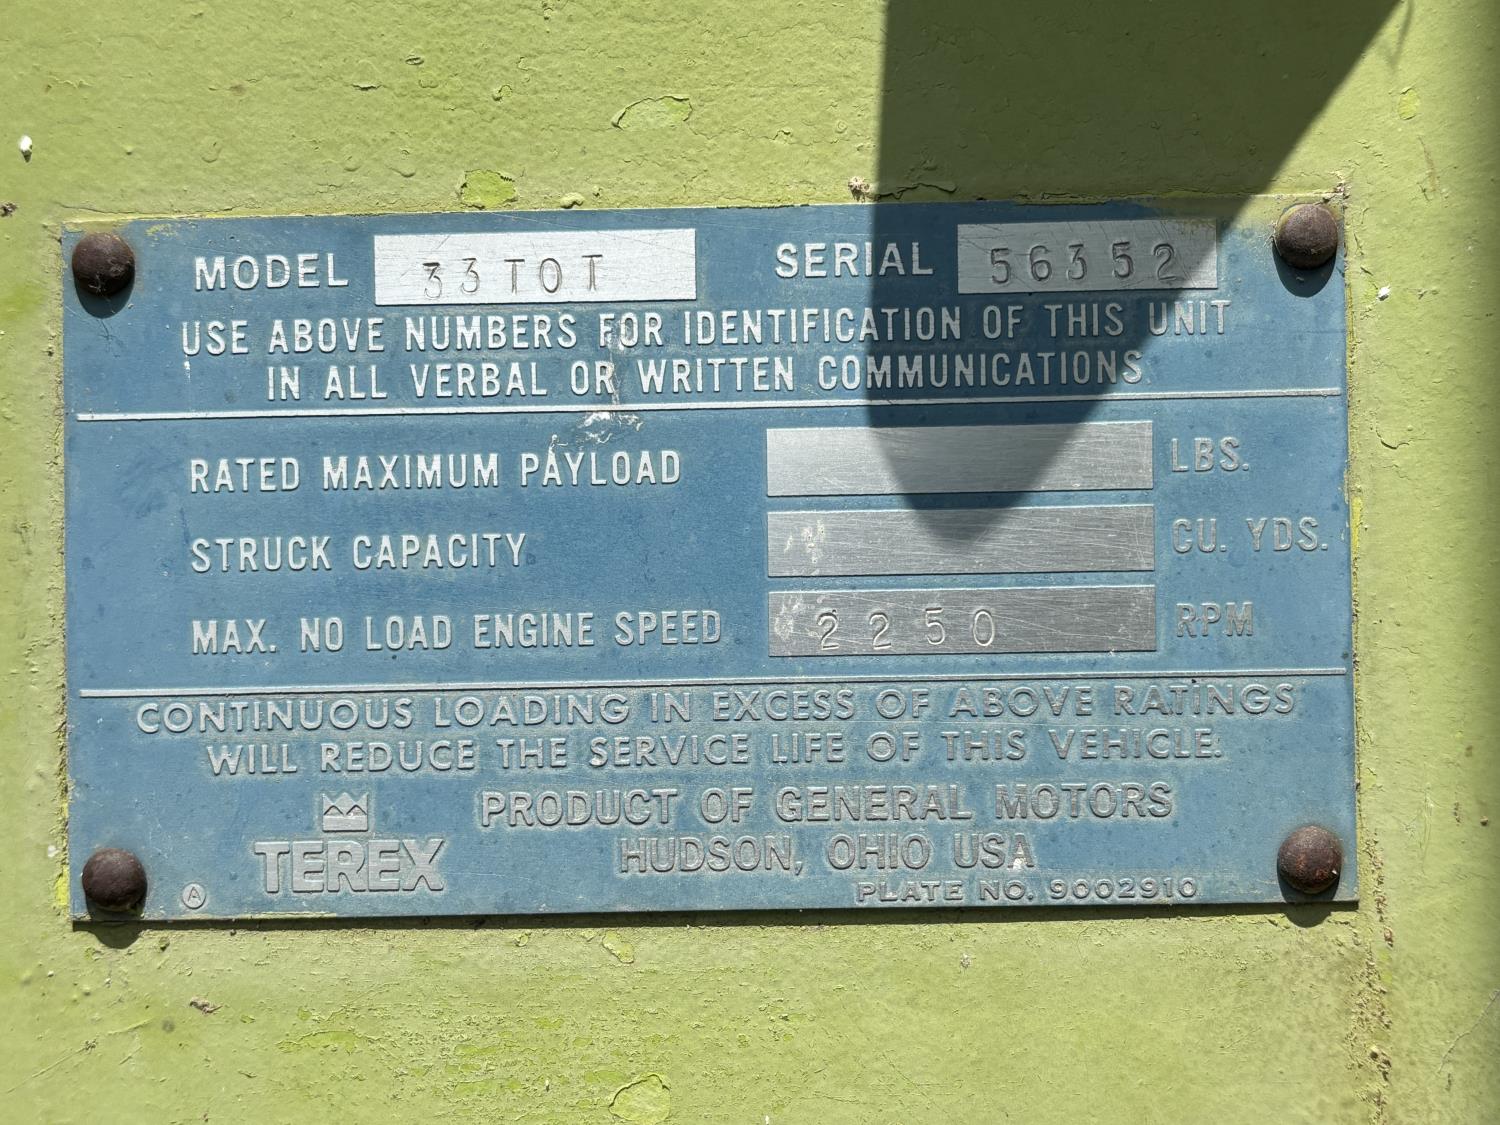 MODEL 33TOT SERIAL 56352
USE ABOVE NUMBERS FOR IDENTIFICATION OF THIS UNIT
IN ALL VERBAL OR WRITTEN COMMUNICATIONS
RATED MAXIMUM PAYLOAD LBS.
STRUCK CAPACITY CU. YDS.
MAX. NO LOAD ENGINE SPEED 2250 RPM
CONTINUOUS LOADING IN EXCESS OF ABOVE RATINGS
WILL REDUCE THE SERVICE LIFE OF THIS VEHICLE.
PRODUCT OF GENERAL MOTORS
TEREX HUDSON, OHIO USA
A PLATE NO. 9002910